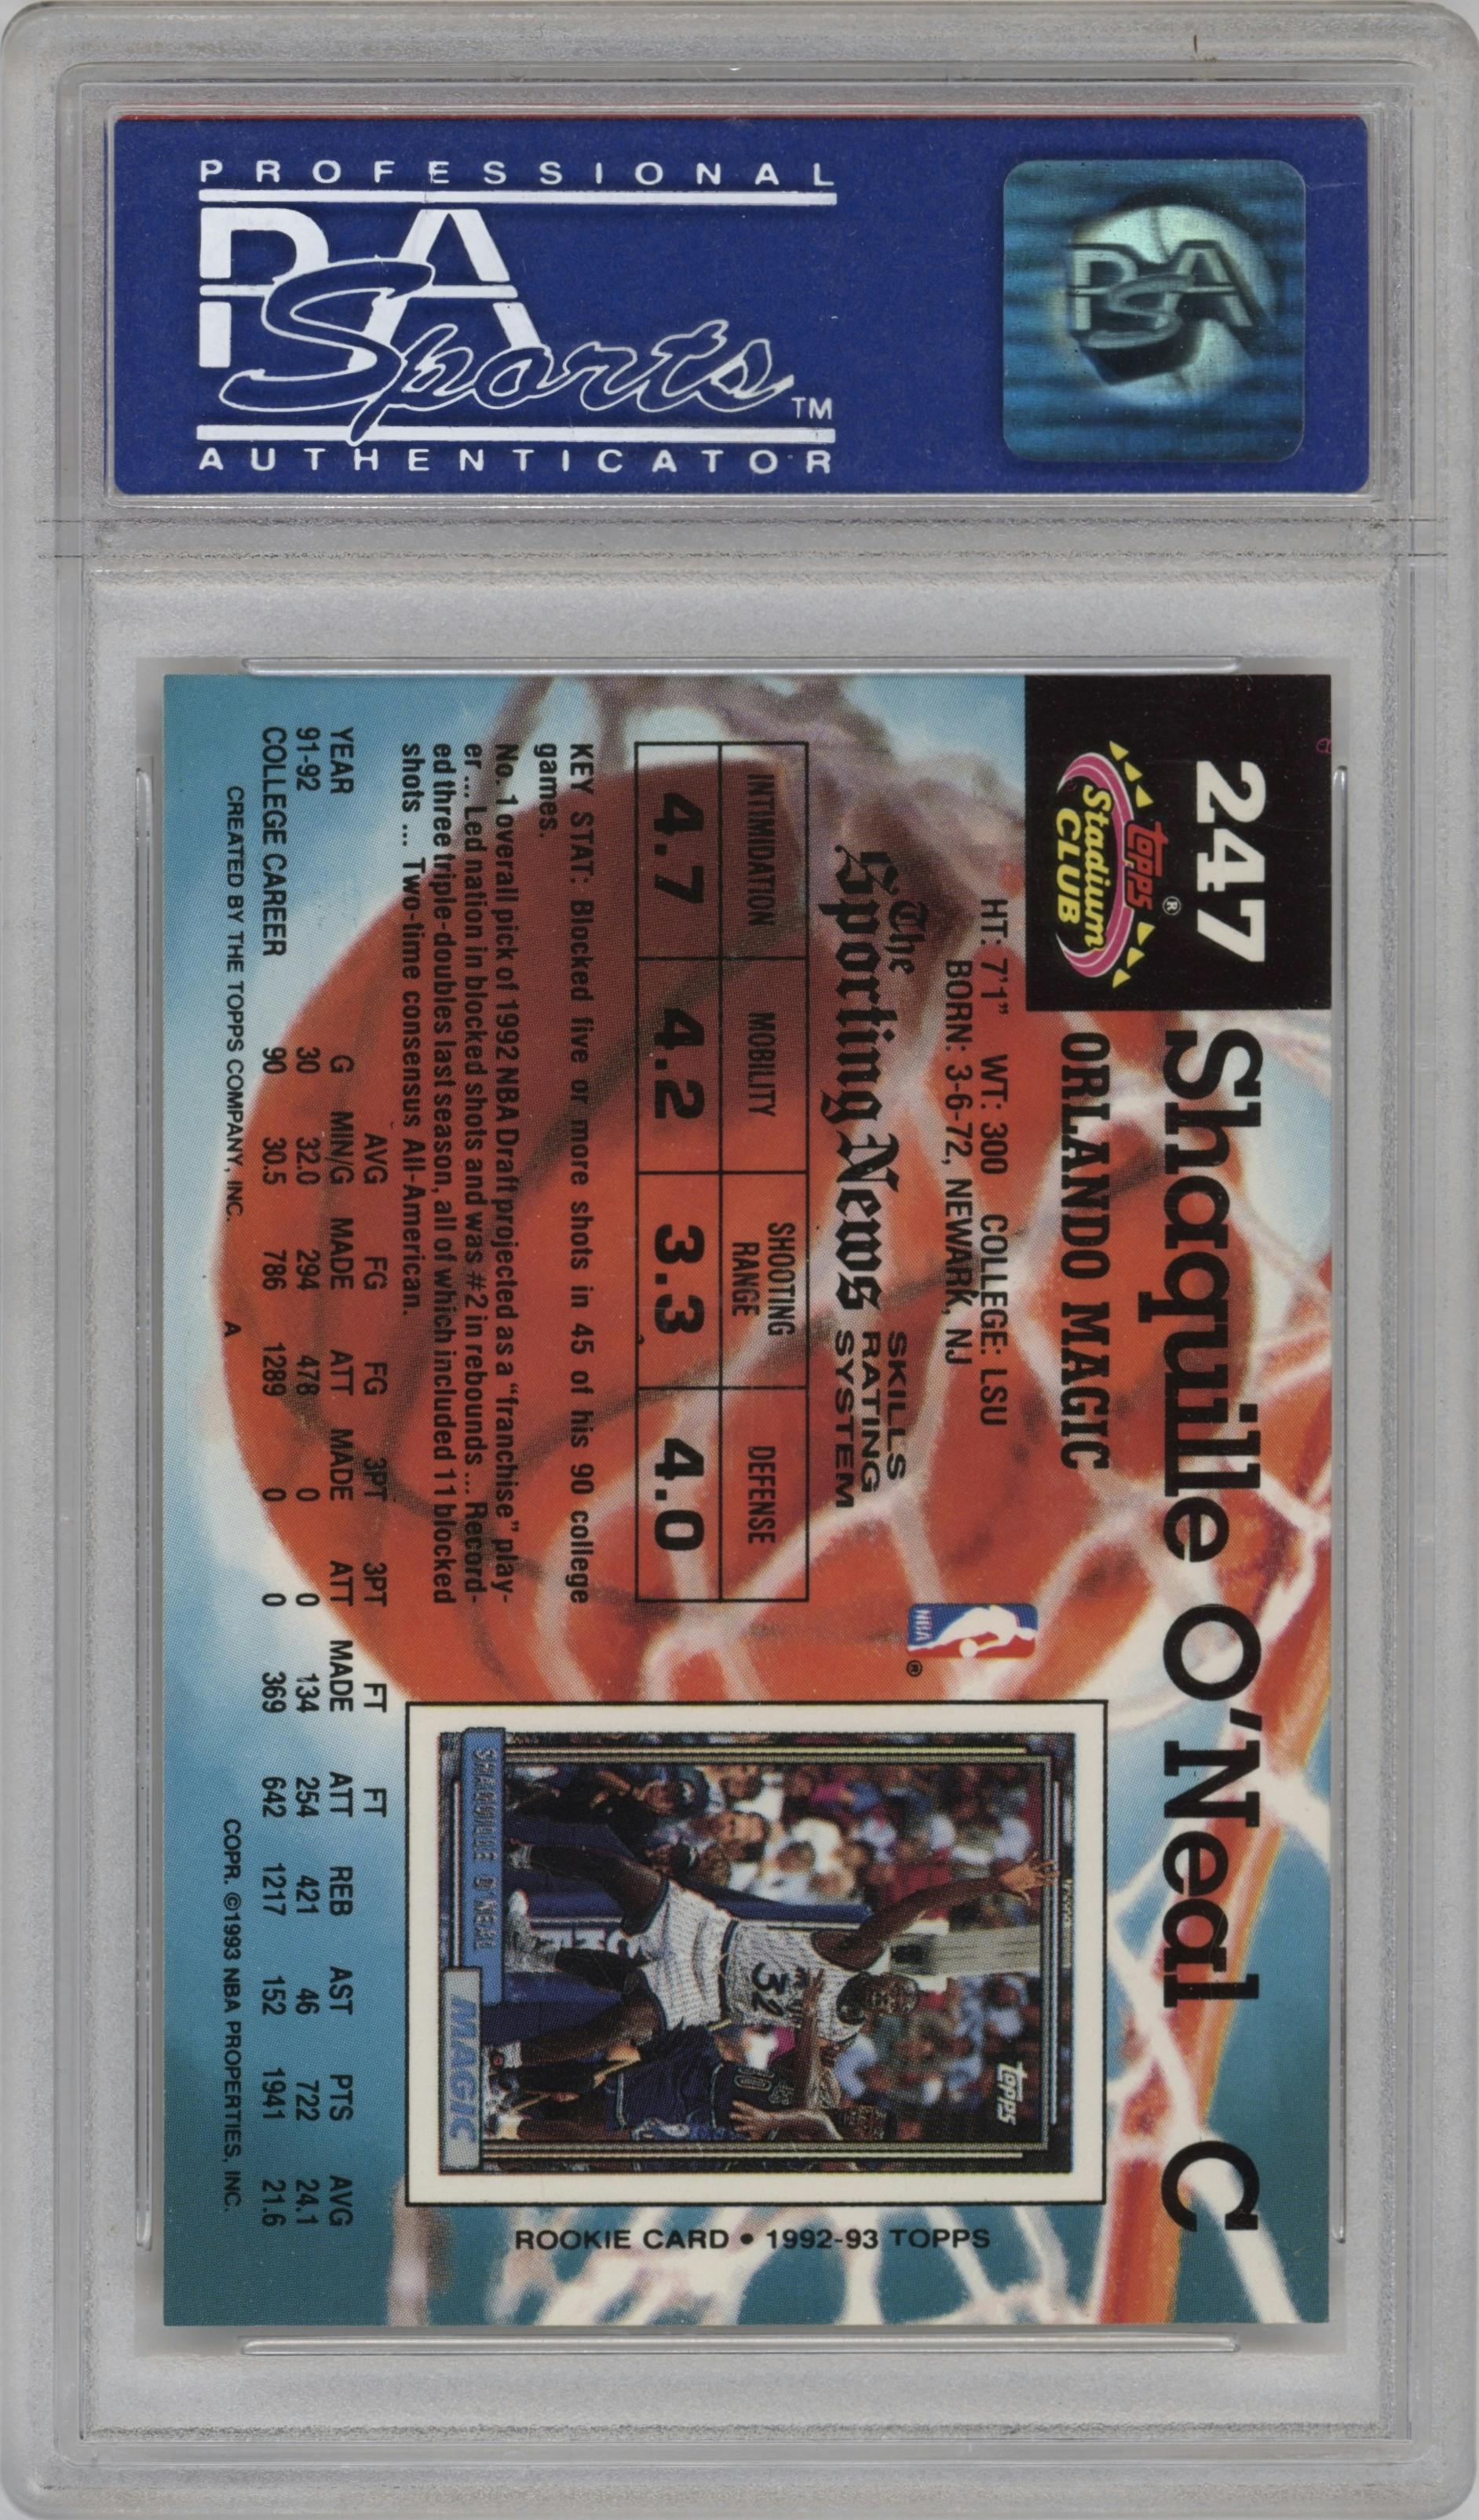 PROFESSIONAL
PSA
Sports™
AUTHENTICATOR
PSA
247
Topps®
Stadium
CLUB
Shaquille O'Neal C
ORLANDO MAGIC
HT: 7'1" WT: 300 COLLEGE: LSU
BORN: 3-6-72, NEWARK, NJ
NBA ®
The
Sporting News SKILLS
RATING
SYSTEM
INTIMIDATION MOBILITY SHOOTING RANGE DEFENSE
4.7 4.2 3.3 4.0
KEY STAT: Blocked five or more shots in 45 of his 90 college
games.
No. 1 overall pick of 1992 NBA Draft projected as a "franchise" play-
er ... Led nation in blocked shots and was #2 in rebounds ... Record-
ed three triple-doubles last season, all of which included 11 blocked
shots ... Two-time consensus All-American.
Topps
32
SHAQUILLE O'NEAL
MAGIC
ROOKIE CARD • 1992-93 TOPPS
AVG FG FG 3PT 3PT FT FT
YEAR G MIN/G MADE ATT MADE ATT MADE ATT REB AST PTS AVG
91-92 30 32.0 294 478 0 0 134 254 421 46 722 24.1
COLLEGE CAREER 90 30.5 786 1289 0 0 369 642 1217 152 1941 21.6
CREATED BY THE TOPPS COMPANY, INC. A COPR. ©1993 NBA PROPERTIES, INC.